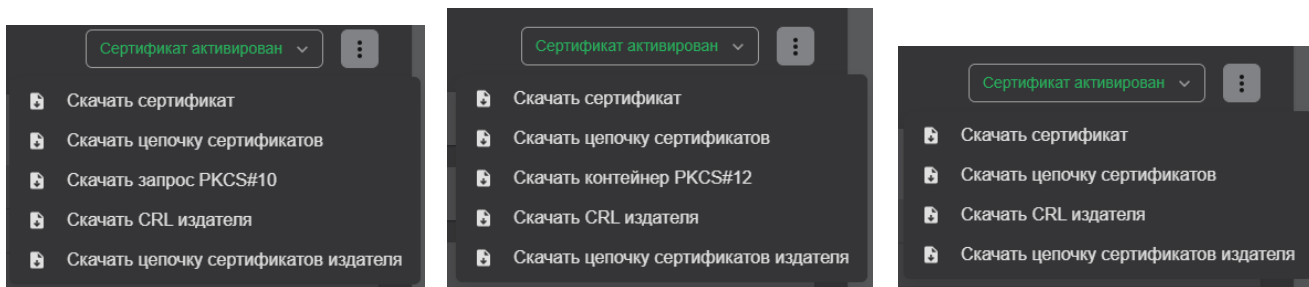 Сертификат активирован
Скачать сертификат
Скачать цепочку сертификатов
Скачать запрос PKCS#10
Скачать CRL издателя
Скачать цепочку сертификатов издателя
Сертификат активирован
Скачать сертификат
Скачать цепочку сертификатов
Скачать контейнер PKCS#12
Скачать CRL издателя
Скачать цепочку сертификатов издателя
Сертификат активирован
Скачать сертификат
Скачать цепочку сертификатов
Скачать CRL издателя
Скачать цепочку сертификатов издателя